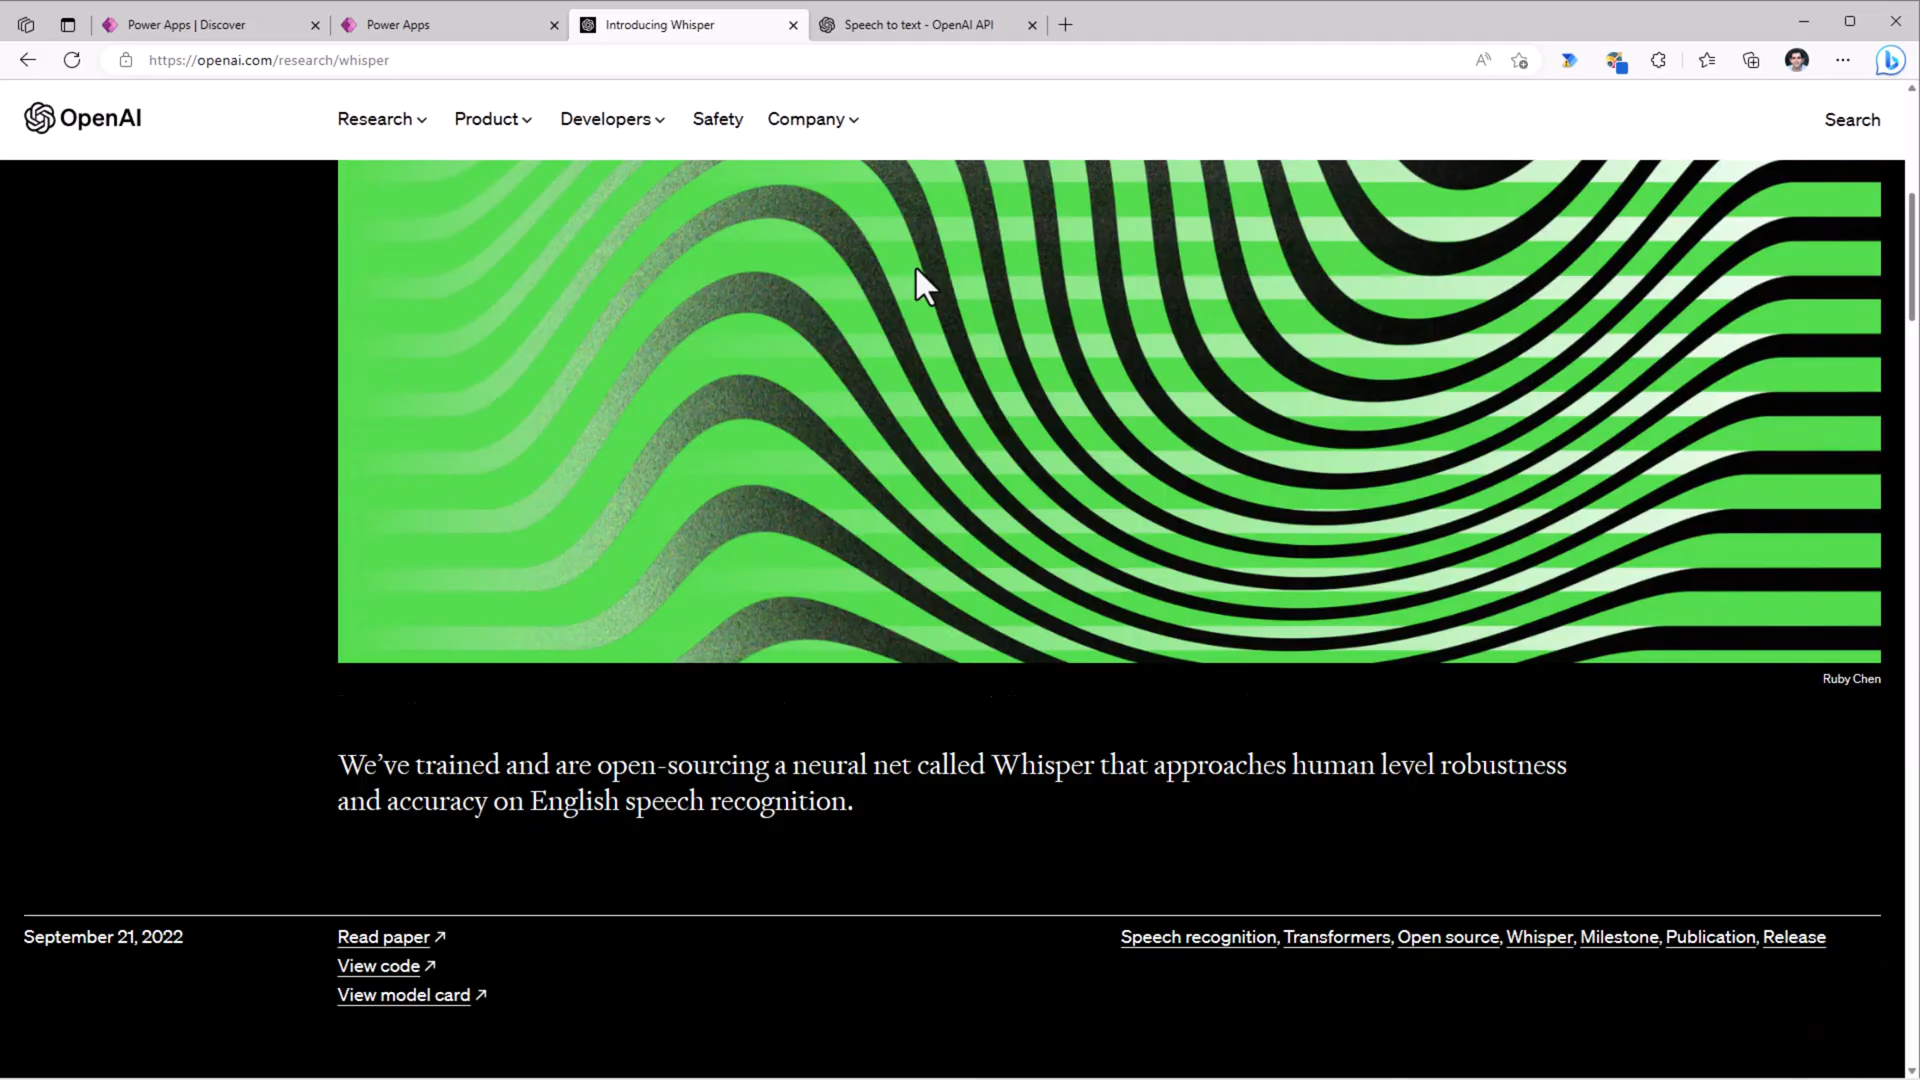 Power Apps | Discover
Power Apps
Introducing Whisper
Speech to text - OpenAI API
https://openai.com/research/whisper
OpenAI
Research
Product
Developers
Safety
Company
Search
Ruby Chen
We’ve trained and are open-sourcing a neural net called Whisper that approaches human level robustness
and accuracy on English speech recognition.
September 21, 2022
Read paper ↗
View code ↗
View model card ↗
Speech recognition, Transformers, Open source, Whisper, Milestone, Publication, Release